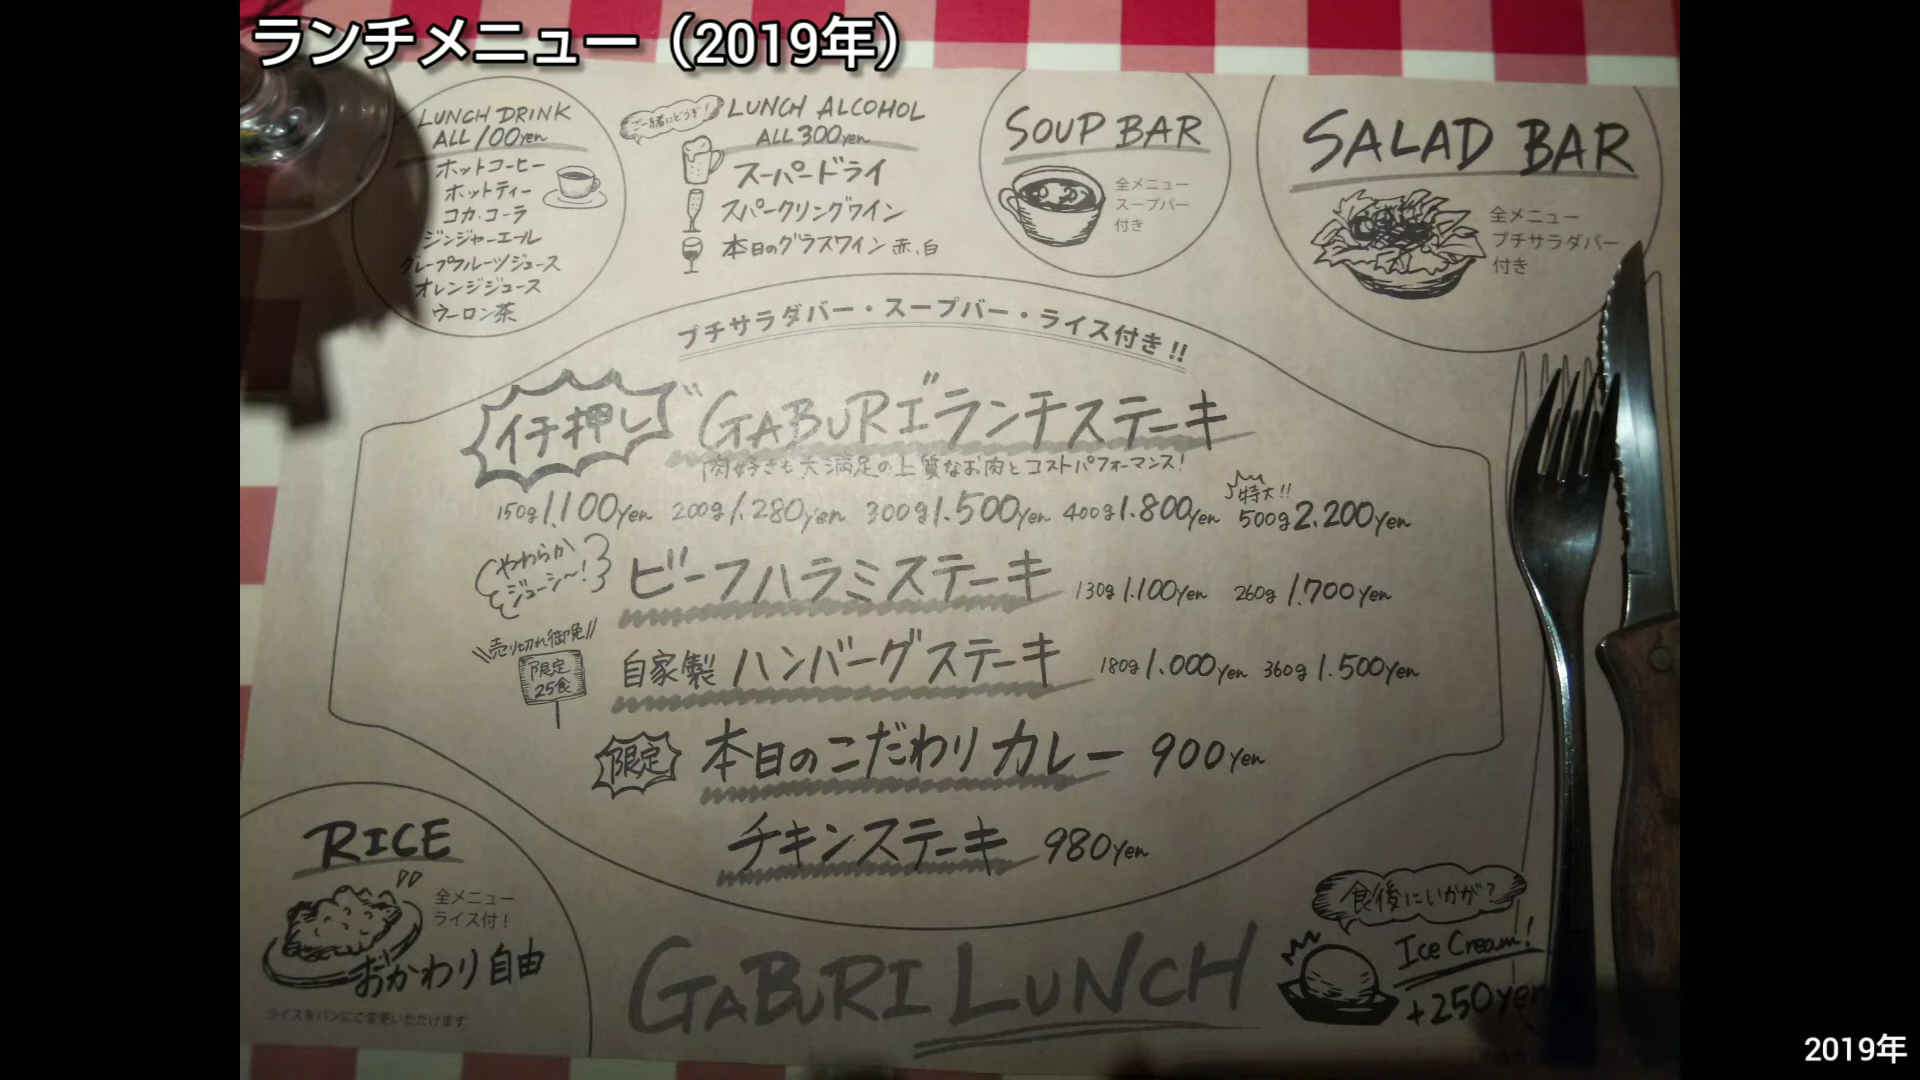 ランチメニュー（2019年）
LUNCH DRINK
ALL 100yen
ホットコーヒー
ホットティー
コカ・コーラ
ジンジャーエール
グレープフルーツジュース
オレンジジュース
ウーロン茶
ご一緒にどうぞ!
LUNCH ALCOHOL
ALL 300yen
スーパードライ
スパークリングワイン
本日のグラスワイン 赤、白
SOUP BAR
全メニュー
スープバー
付き
SALAD BAR
全メニュー
プチサラダバー
付き
プチサラダバー・スープバー・ライス付き!!
イチ押し
"GABURI"ランチステーキ
肉好きも大満足の上質なお肉とコストパフォーマンス!
150g 1.100yen 200g 1.280yen 300g 1.500yen 400g 1.800yen 特大!! 500g 2.200yen
やわらか
ジューシ〜!
ビーフハラミステーキ 130g 1.100yen 260g 1.700yen
売り切れ御免
限定
25食
自家製 ハンバーグステーキ 180g 1.000yen 360g 1.500yen
限定 本日のこだわりカレー 900yen
チキンステーキ 980yen
RICE
全メニュー
ライス付!
おかわり自由
ライスをパンにご変更いただけます
GABURI LUNCH
食後にいかが?
Ice Cream!
+250yen
2019年